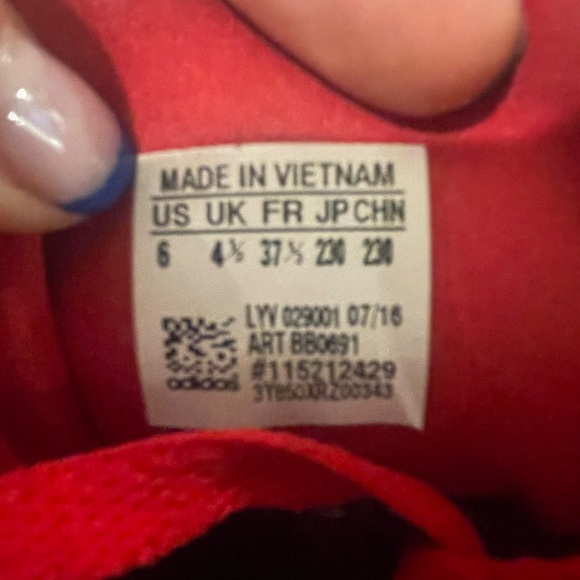 MADE IN VIETNAM
US UK FR JP CHN
6 4½ 37⅓ 230 230
LYV 029001 07/16
ART BB0691
#115212429
3Y850XRZ00343
adidas